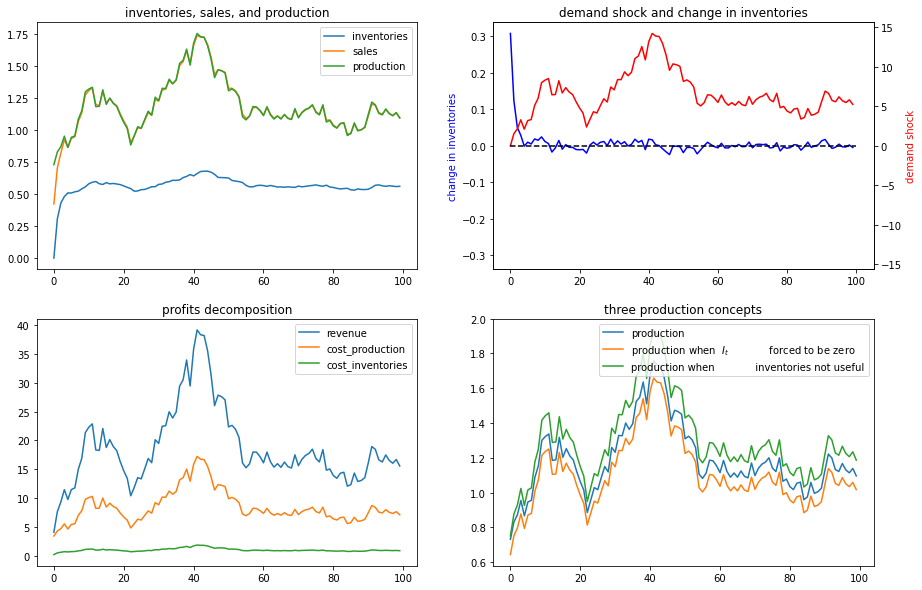 inventories, sales, and production
1.75
1.50
1.25
1.00
0.75
0.50
0.25
0.00
0 20 40 60 80 100
inventories
sales
production
demand shock and change in inventories
change in inventories
0.3
0.2
0.1
0.0
−0.1
−0.2
−0.3
0 20 40 60 80 100
15
10
5
0
−5
−10
−15
demand shock
profits decomposition
40
35
30
25
20
15
10
5
0
0 20 40 60 80 100
revenue
cost_production
cost_inventories
three production concepts
2.0
1.8
1.6
1.4
1.2
1.0
0.8
0.6
0 20 40 60 80 100
production
production when I_t forced to be zero
production when inventories not useful